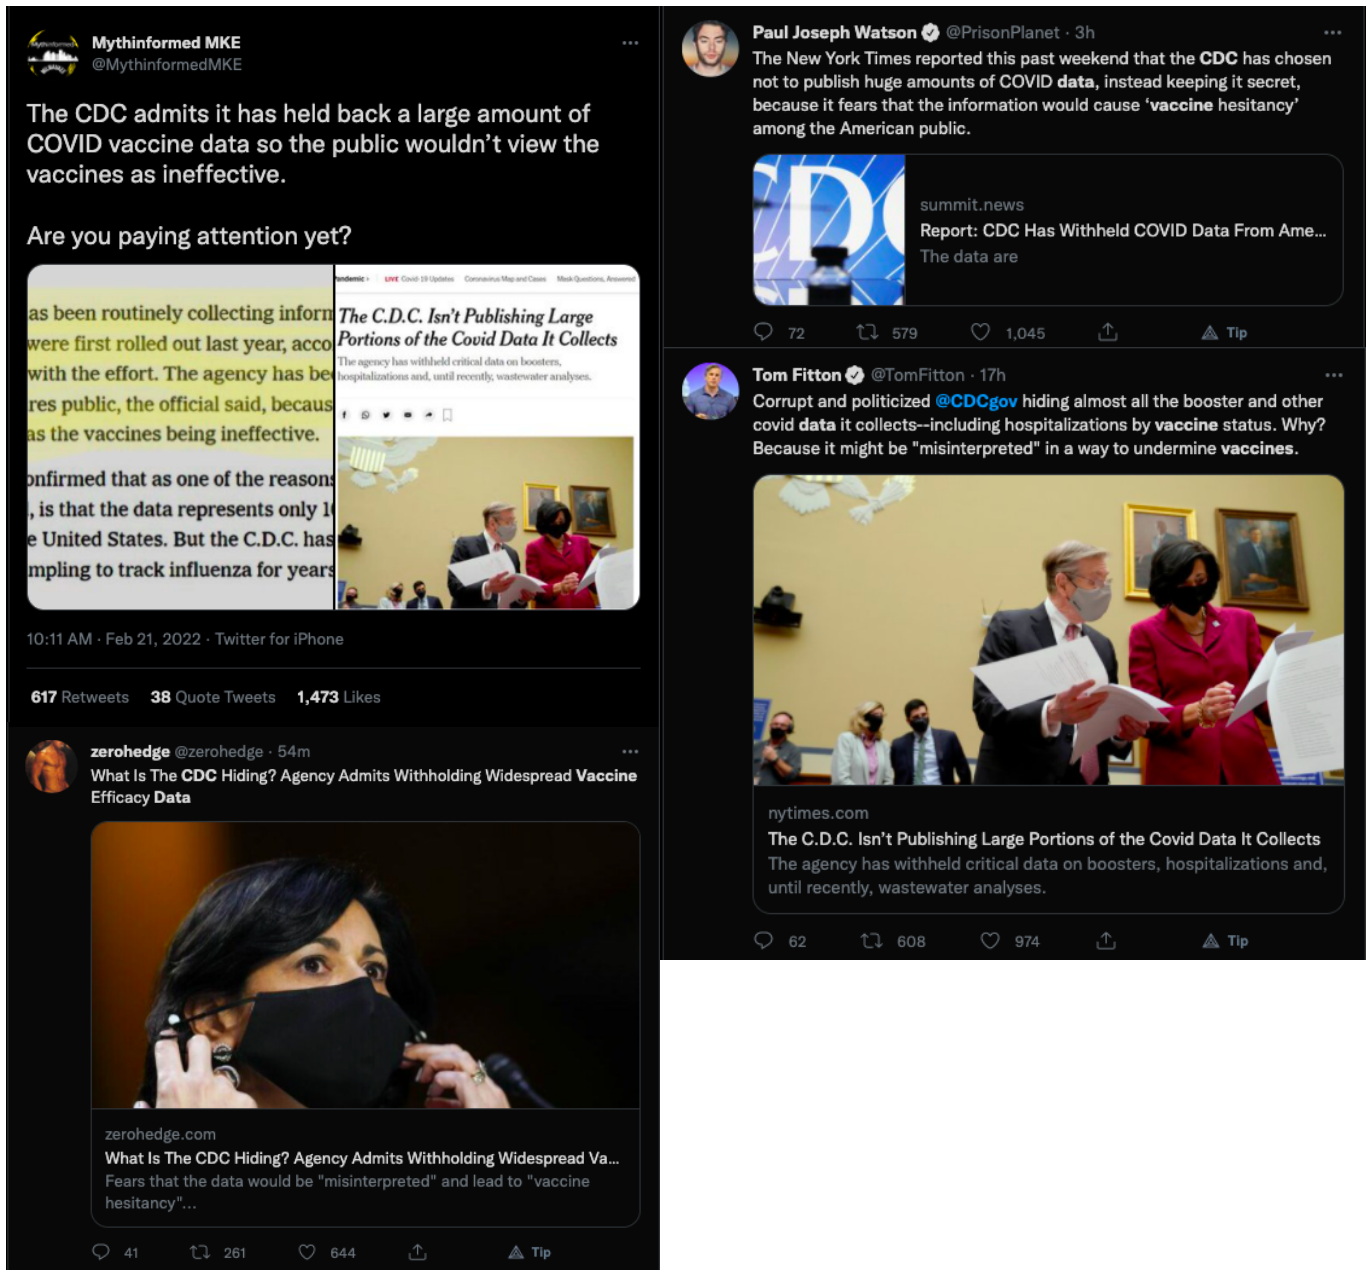 Mythinformed MKE
@MythinformedMKE
The CDC admits it has held back a large amount of
COVID vaccine data so the public wouldn't view the
vaccines as ineffective.
Are you paying attention yet?
as been routinely collecting inform
were first rolled out last year, acco
with the effort. The agency has be
res public, the official said, becaus
as the vaccines being ineffective.
onfirmed that as one of the reasons
, is that the data represents only 1
e United States. But the C.D.C. has
mpling to track influenza for years
andemic >
LIVE Covid-19 Updates
Coronavirus Map and Cases
Mask Questions, Answered
The C.D.C. Isn't Publishing Large
Portions of the Covid Data It Collects
The agency has withheld critical data on boosters,
hospitalizations and, until recently, wastewater analyses.
10:11 AM · Feb 21, 2022 · Twitter for iPhone
617 Retweets 38 Quote Tweets 1,473 Likes
zerohedge @zerohedge · 54m
What Is The CDC Hiding? Agency Admits Withholding Widespread Vaccine
Efficacy Data
zerohedge.com
What Is The CDC Hiding? Agency Admits Withholding Widespread Va...
Fears that the data would be "misinterpreted" and lead to "vaccine
hesitancy"...
41 261 644 Tip
Paul Joseph Watson @PrisonPlanet · 3h
The New York Times reported this past weekend that the CDC has chosen
not to publish huge amounts of COVID data, instead keeping it secret,
because it fears that the information would cause 'vaccine hesitancy'
among the American public.
CDC
summit.news
Report: CDC Has Withheld COVID Data From Ame...
The data are
72 579 1,045 Tip
Tom Fitton @TomFitton · 17h
Corrupt and politicized @CDCgov hiding almost all the booster and other
covid data it collects--including hospitalizations by vaccine status. Why?
Because it might be "misinterpreted" in a way to undermine vaccines.
nytimes.com
The C.D.C. Isn't Publishing Large Portions of the Covid Data It Collects
The agency has withheld critical data on boosters, hospitalizations and,
until recently, wastewater analyses.
62 608 974 Tip